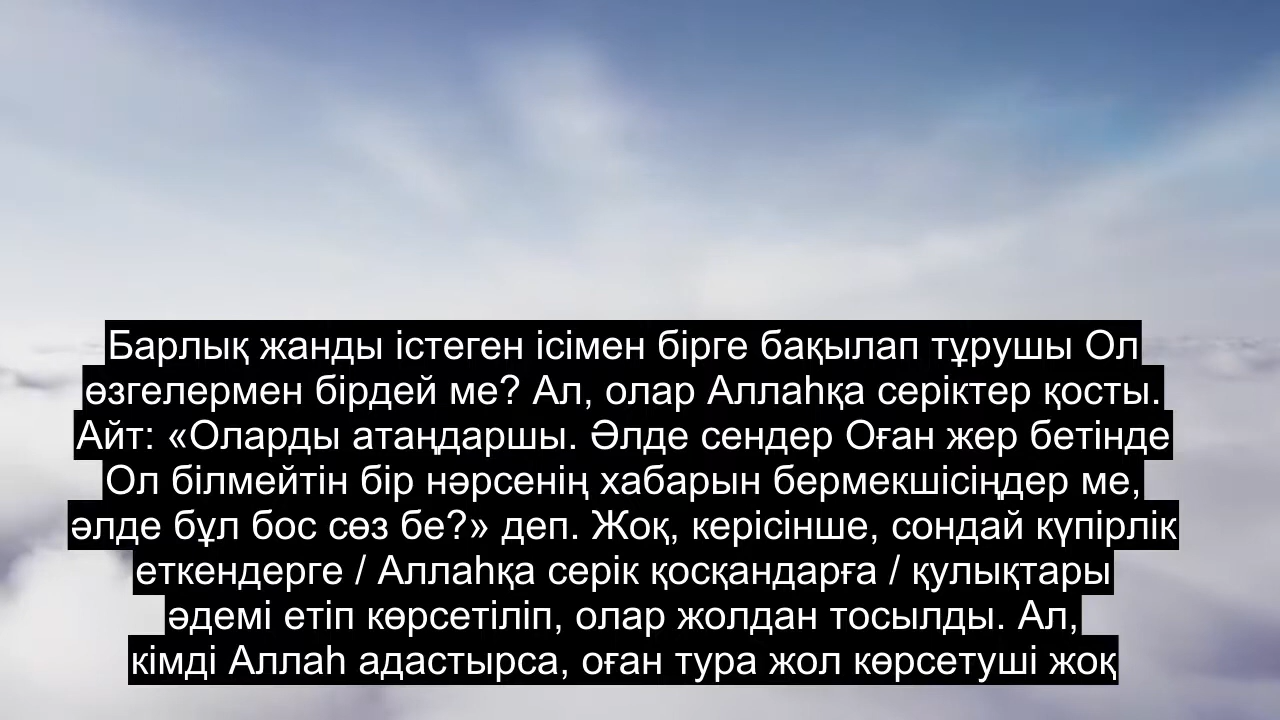 Барлық жанды істеген ісімен бірге бақылап тұрушы Ол
өзгелермен бірдей ме? Ал, олар Аллаһқа серіктер қосты.
Айт: «Оларды атаңдаршы. Әлде сендер Оған жер бетінде
Ол білмейтін бір нәрсенің хабарын бермекшісіңдер ме,
әлде бұл бос сөз бе?» деп. Жоқ, керісінше, сондай күпірлік
еткендерге / Аллаһқа серік қосқандарға / қулықтары
әдемі етіп көрсетіліп, олар жолдан тосылды. Ал,
кімді Аллаһ адастырса, оған тура жол көрсетуші жоқ